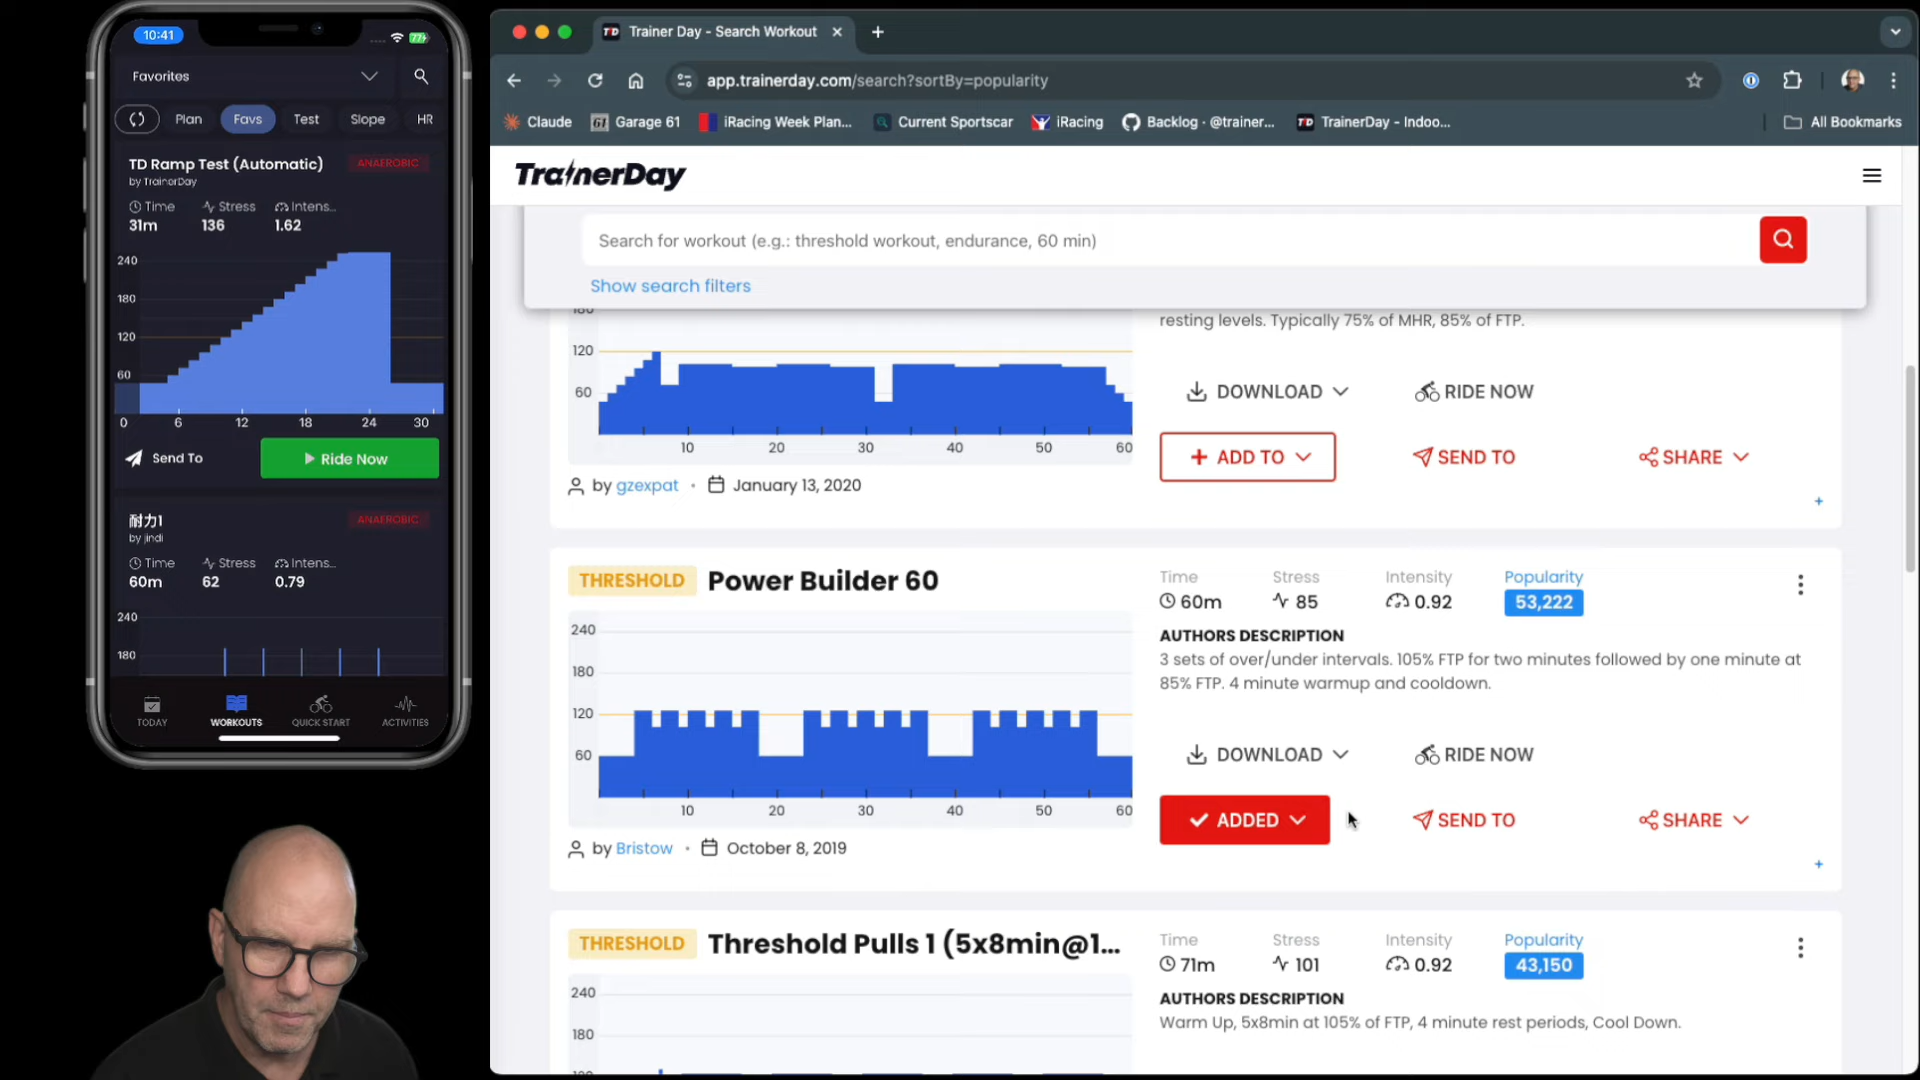 10:41
77
Favorites
Plan Favs Test Slope HR
TD Ramp Test (Automatic) ANAEROBIC
by TrainerDay
Time Stress Intens...
31m 136 1.62
240
180
120
60
0 6 12 18 24 30
Send To Ride Now
耐力1 ANAEROBIC
by jindi
Time Stress Intens...
60m 62 0.79
240
180
TODAY WORKOUTS QUICK START ACTIVITIES
TD Trainer Day - Search Workout
app.trainerday.com/search?sortBy=popularity
Claude G1 Garage 61 iRacing Week Plan... Current Sportscar iRacing Backlog · @trainer... TD TrainerDay - Indoo... All Bookmarks
TrainerDay
Search for workout (e.g.: threshold workout, endurance, 60 min)
Show search filters
180
120
60
10 20 30 40 50 60
by gzexpat · January 13, 2020
resting levels. Typically 75% of MHR, 85% of FTP.
DOWNLOAD RIDE NOW
+ ADD TO SEND TO SHARE
+
THRESHOLD Power Builder 60
240
180
120
60
10 20 30 40 50 60
by Bristow · October 8, 2019
Time Stress Intensity Popularity
60m 85 0.92 53,222
AUTHORS DESCRIPTION
3 sets of over/under intervals. 105% FTP for two minutes followed by one minute at
85% FTP. 4 minute warmup and cooldown.
DOWNLOAD RIDE NOW
ADDED SEND TO SHARE
+
THRESHOLD Threshold Pulls 1 (5x8min@1...
240
180
Time Stress Intensity Popularity
71m 101 0.92 43,150
AUTHORS DESCRIPTION
Warm Up, 5x8min at 105% of FTP, 4 minute rest periods, Cool Down.